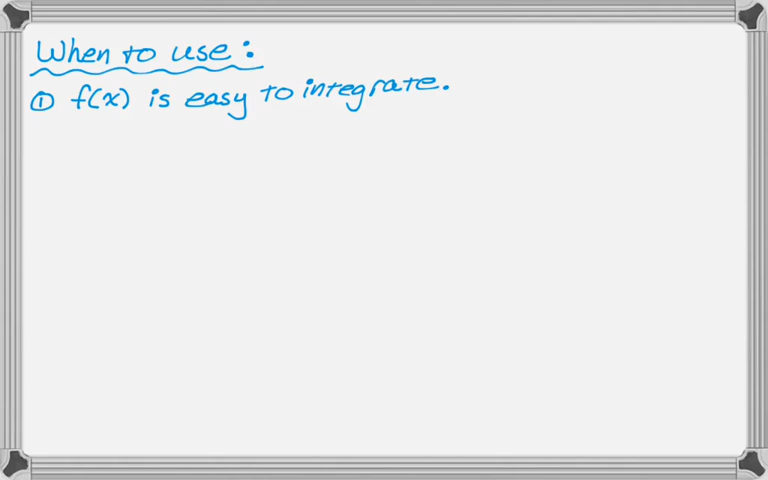 When to use:
① f(x) is easy to integrate.